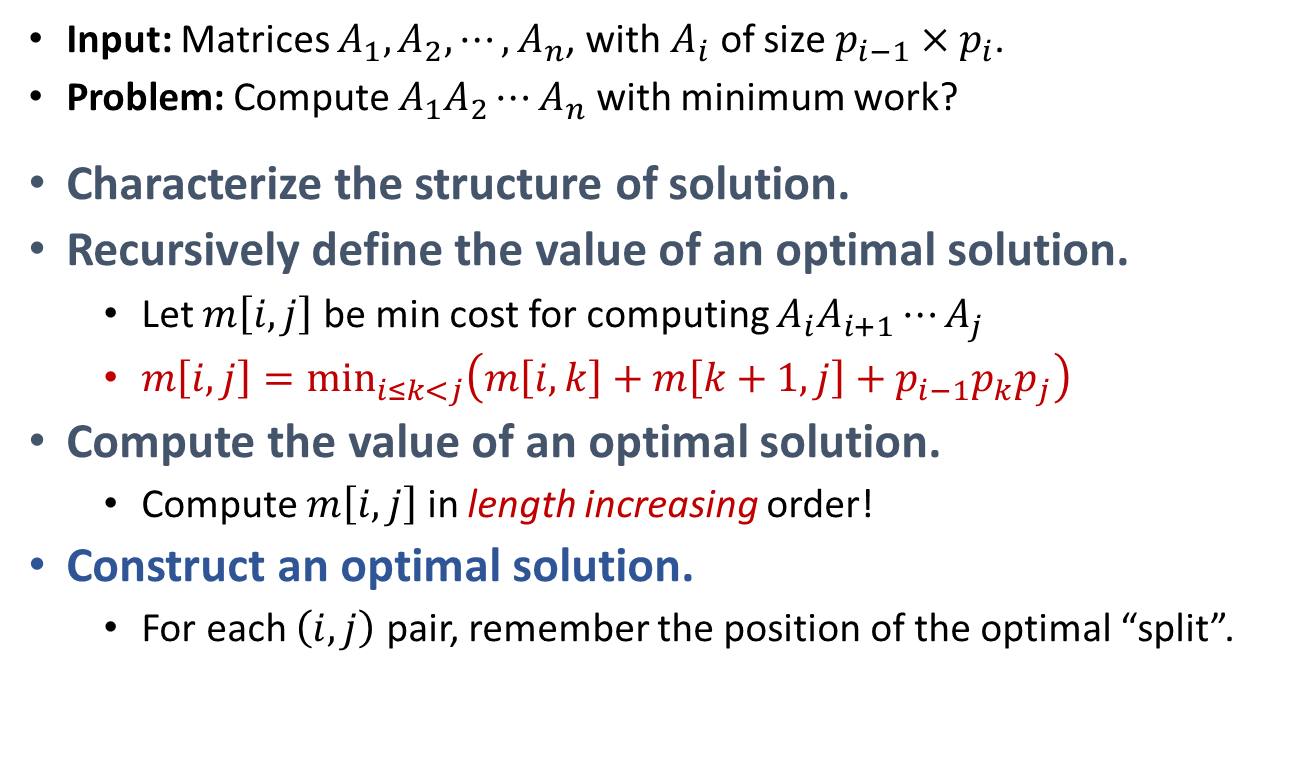 • Input: Matrices A₁, A₂, ⋯, Aₙ, with Aᵢ of size pᵢ₋₁ × pᵢ.
• Problem: Compute A₁A₂ ⋯ Aₙ with minimum work?
• Characterize the structure of solution.
• Recursively define the value of an optimal solution.
• Let m[i, j] be min cost for computing AᵢAᵢ₊₁ ⋯ Aⱼ
• m[i, j] = min_{i≤k<j}(m[i, k] + m[k + 1, j] + pᵢ₋₁pₖpⱼ)
• Compute the value of an optimal solution.
• Compute m[i, j] in length increasing order!
• Construct an optimal solution.
• For each (i, j) pair, remember the position of the optimal “split”.